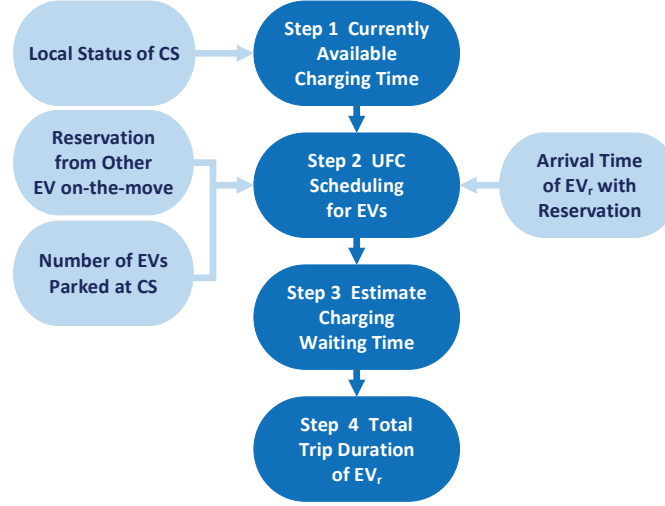 Local Status of CS
Step 1 Currently
Available
Charging Time
Reservation
from Other
EV on-the-move
Number of EVs
Parked at CS
Step 2 UFC
Scheduling
for EVs
Arrival Time
of EVr with
Reservation
Step 3 Estimate
Charging
Waiting Time
Step 4 Total
Trip Duration
of EVr